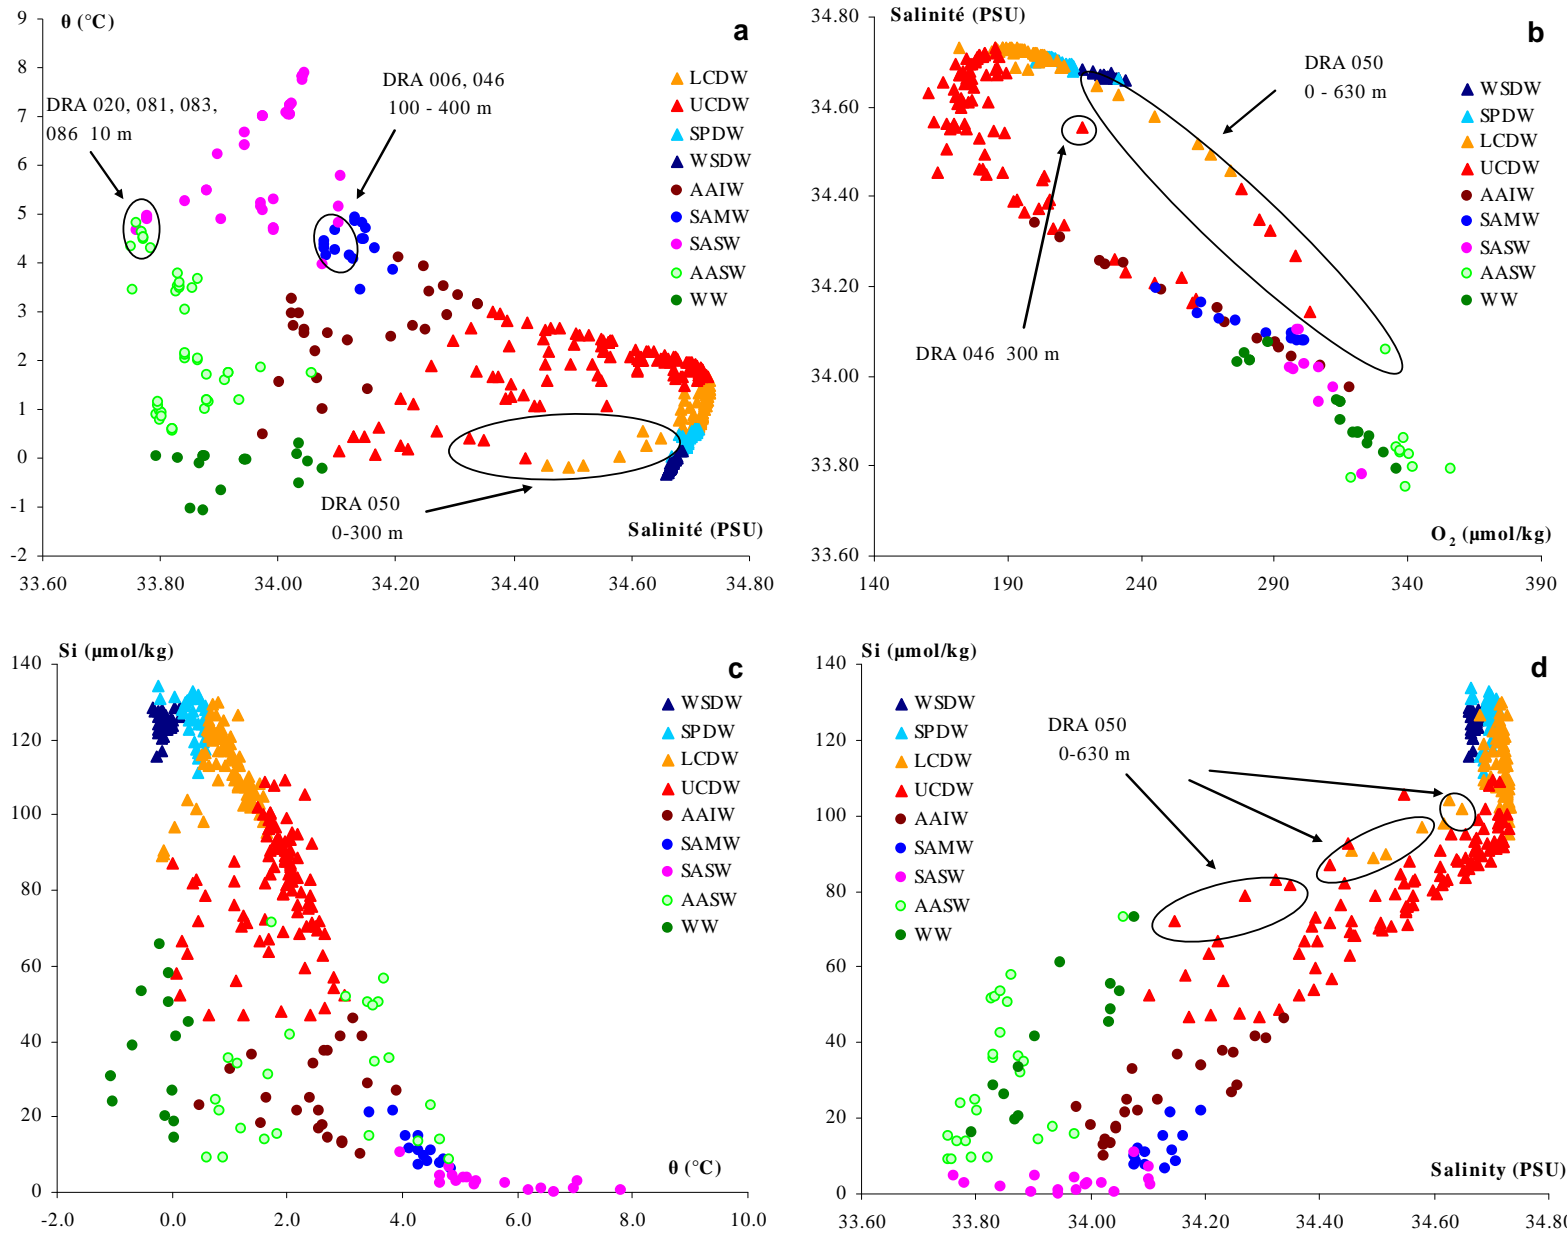 9
8
7
6
5
4
3
2
1
0
-1
-2
θ (°C)
a
DRA 020, 081, 083,
086 10 m
DRA 006, 046
100 - 400 m
LCDW
UCDW
SPDW
WSDW
AAIW
SAMW
SASW
AASW
WW
DRA 050
0-300 m
Salinité (PSU)
33.60
33.80
34.00
34.20
34.40
34.60
34.80
34.80
34.60
34.40
34.20
34.00
33.80
33.60
Salinité (PSU)
b
DRA 050
0 - 630 m
WSDW
SPDW
LCDW
UCDW
AAIW
SAMW
SASW
AASW
WW
DRA 046 300 m
O2 (µmol/kg)
140
190
240
290
340
390
Si (µmol/kg)
c
140
120
100
80
60
40
20
0
WSDW
SPDW
LCDW
UCDW
AAIW
SAMW
SASW
AASW
WW
θ (°C)
-2.0
0.0
2.0
4.0
6.0
8.0
10.0
Si (µmol/kg)
d
140
120
100
80
60
40
20
0
WSDW
SPDW
LCDW
UCDW
AAIW
SAMW
SASW
AASW
WW
DRA 050
0-630 m
Salinity (PSU)
33.60
33.80
34.00
34.20
34.40
34.60
34.80